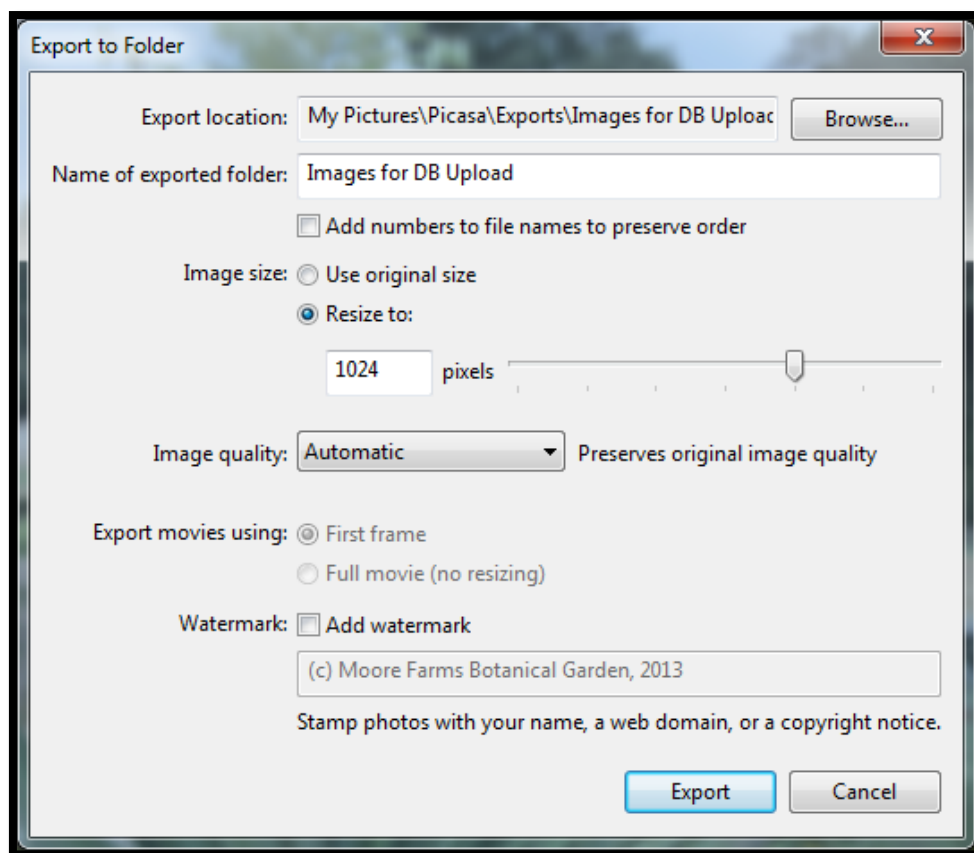 Export to Folder
Export location: My Pictures\Picasa\Exports\Images for DB Upload Browse...
Name of exported folder: Images for DB Upload
Add numbers to file names to preserve order
Image size: Use original size
Resize to:
1024 pixels
Image quality: Automatic Preserves original image quality
Export movies using: First frame
Full movie (no resizing)
Watermark: Add watermark
(c) Moore Farms Botanical Garden, 2013
Stamp photos with your name, a web domain, or a copyright notice.
Export Cancel